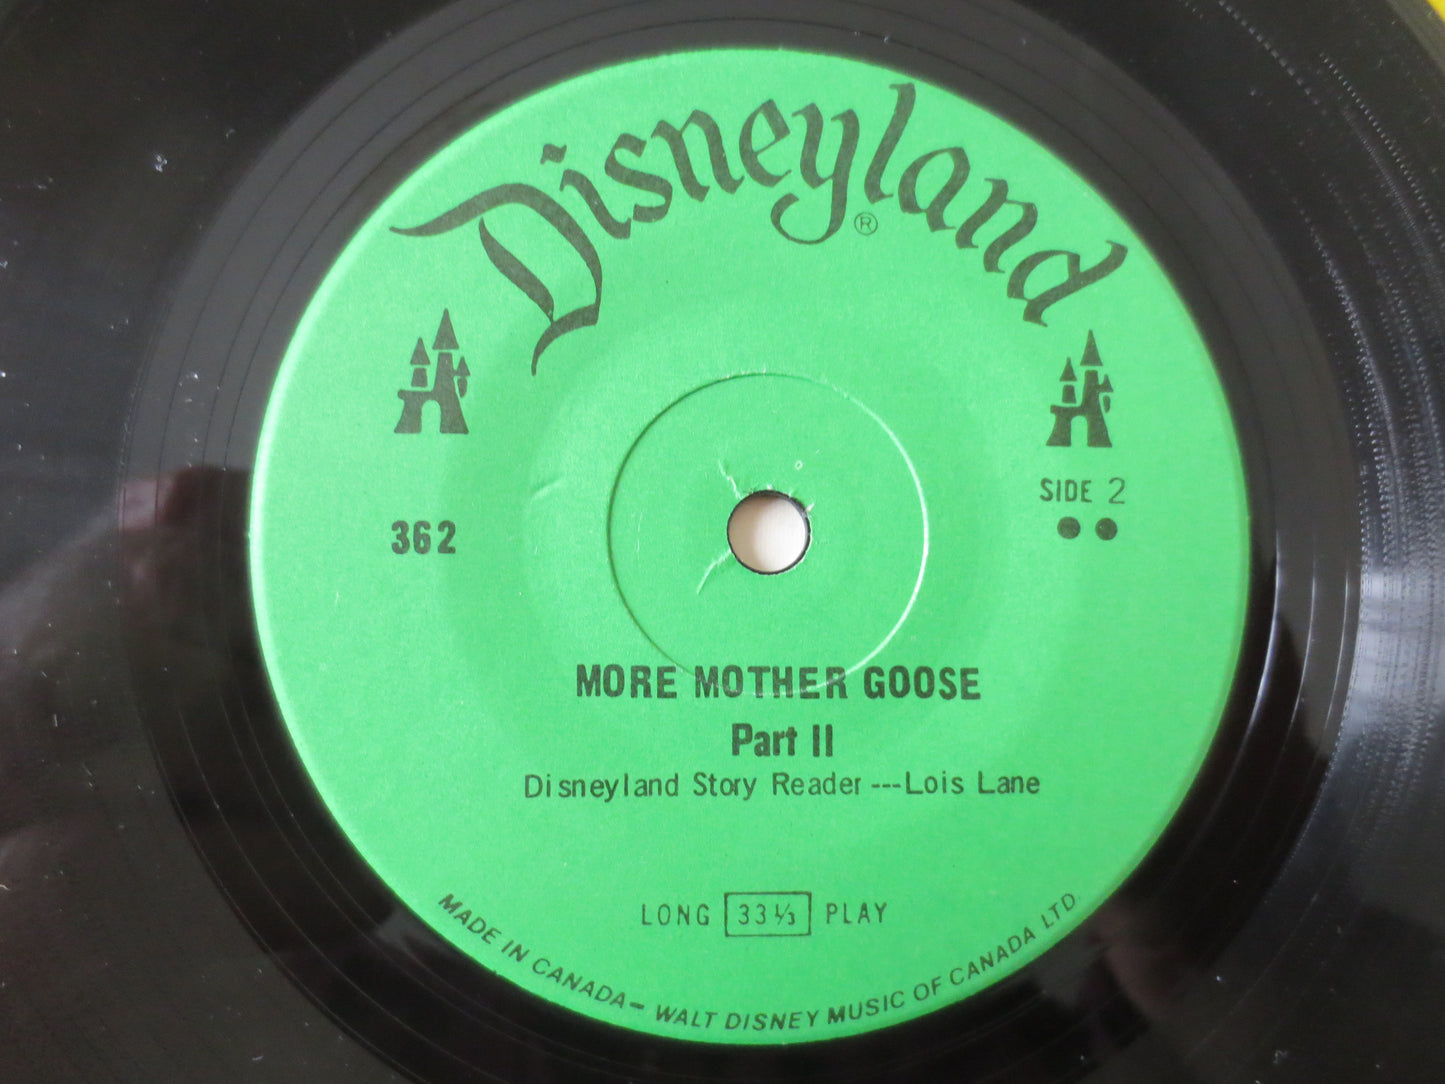 Disneyland®
362
SIDE 2
●●
MORE MOTHER GOOSE
Part II
Disneyland Story Reader ---Lois Lane
LONG 33⅓ PLAY
MADE IN CANADA— WALT DISNEY MUSIC OF CANADA LTD.